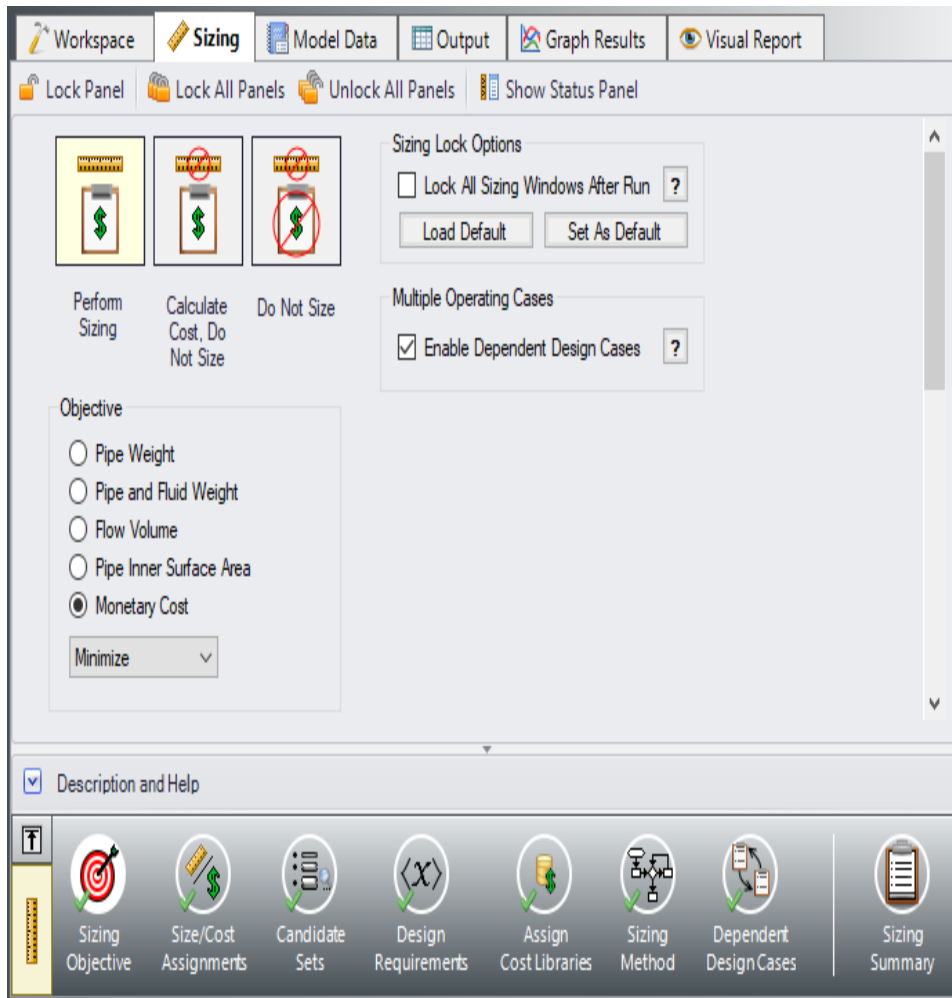 Workspace
Sizing
Model Data
Output
Graph Results
Visual Report
Lock Panel
Lock All Panels
Unlock All Panels
Show Status Panel
$
$
$
Perform
Sizing
Calculate
Cost, Do
Not Size
Do Not Size
Sizing Lock Options
Lock All Sizing Windows After Run
?
Load Default
Set As Default
Multiple Operating Cases
Enable Dependent Design Cases
?
Objective
Pipe Weight
Pipe and Fluid Weight
Flow Volume
Pipe Inner Surface Area
Monetary Cost
Minimize
Description and Help
$
⟨x⟩
$
Sizing
Objective
Size/Cost
Assignments
Candidate
Sets
Design
Requirements
Assign
Cost Libraries
Sizing
Method
Dependent
Design Cases
Sizing
Summary